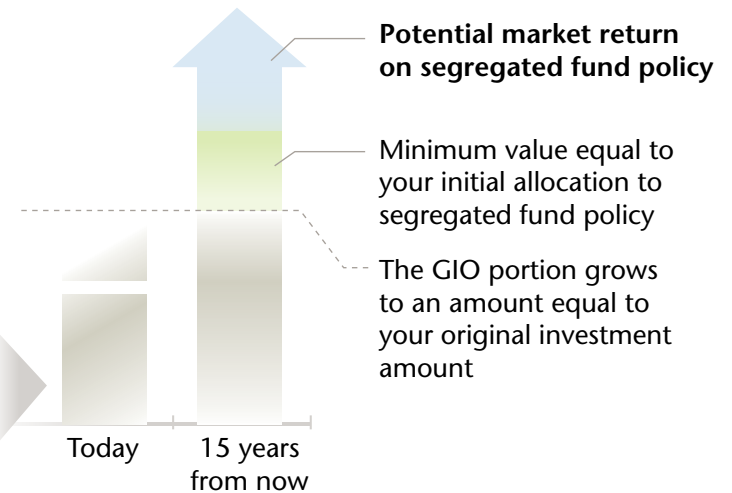 Potential market return
on segregated fund policy
Minimum value equal to
your initial allocation to
segregated fund policy
The GIO portion grows
to an amount equal to
your original investment
amount
Today
15 years
from now